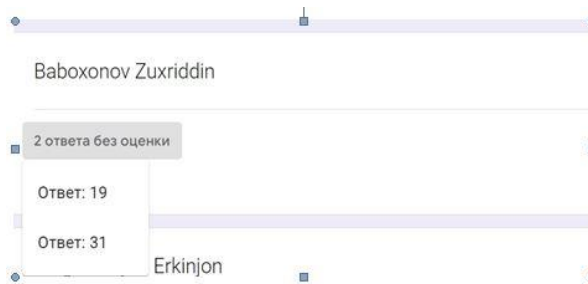 Baboxonov Zuxriddin
2 ответа без оценки
Ответ: 19
Ответ: 31
Erkinjon